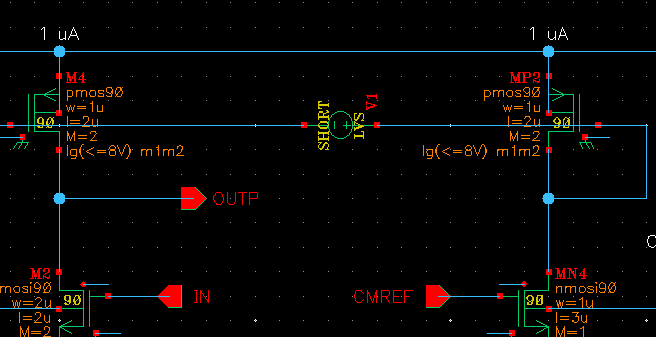 1 uA
1 uA
M4
pmos90
w=1u
l=2u
90
M=2
lg(<=8V) m1m2
SHORT
LVS
V1
MP2
pmos90
w=1u
l=2u
90
M=2
lg(<=8V) m1m2
OUTP
M2
mosi90
90
w=2u
l=2u
M=2
IN
CMREF
MN4
nmosi90
90
w=1u
l=3u
M=1